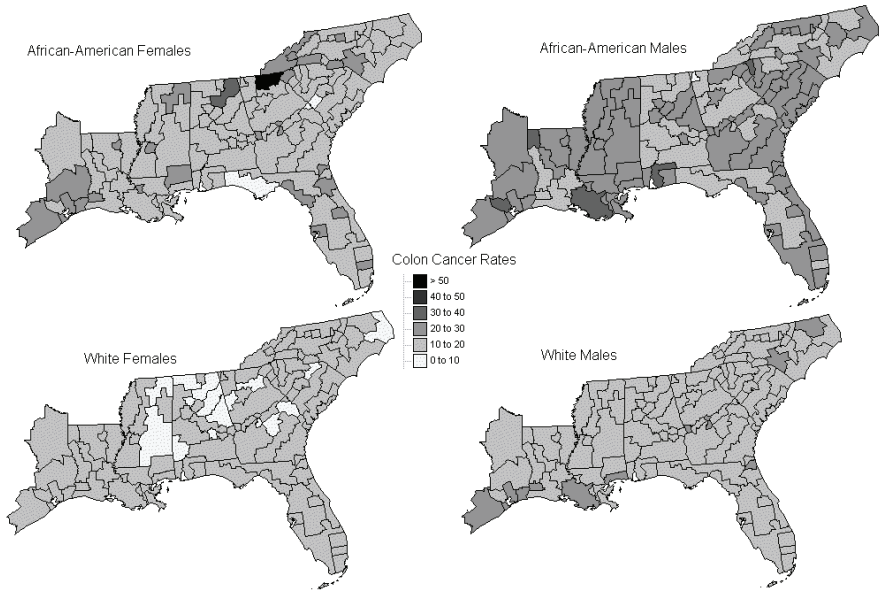 African-American Females
African-American Males
Colon Cancer Rates
> 50
40 to 50
30 to 40
20 to 30
10 to 20
0 to 10
White Females
White Males